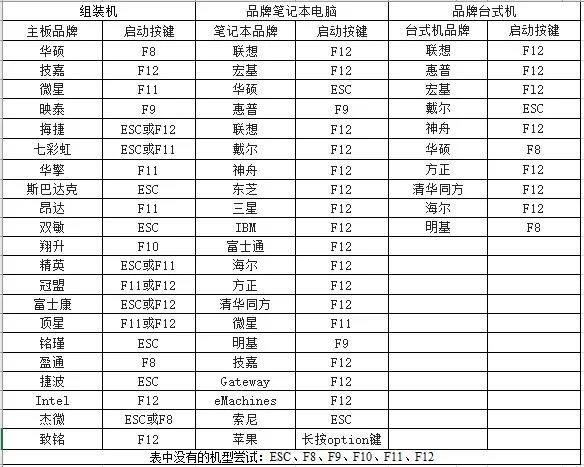 组装机 品牌笔记本电脑 品牌台式机
主板品牌 启动按键 笔记本品牌 启动按键 台式机品牌 启动按键
华硕 F8 联想 F12 联想 F12
技嘉 F12 宏基 F12 惠普 F12
微星 F11 华硕 ESC 宏基 F12
映泰 F9 惠普 F9 戴尔 ESC
梅捷 ESC或F12 联想 F12 神舟 F12
七彩虹 ESC或F11 戴尔 F12 华硕 F8
华擎 F11 神舟 F12 方正 F12
斯巴达克 ESC 东芝 F12 清华同方 F12
昂达 F11 三星 F12 海尔 F12
双敏 ESC IBM F12 明基 F8
翔升 F10 富士通 F12
精英 ESC或F11 海尔 F12
冠盟 F11或F12 方正 F12
富士康 ESC或F12 清华同方 F12
顶星 F11或F12 微星 F11
铭瑾 ESC 明基 F9
盈通 F8 技嘉 F12
捷波 ESC Gateway F12
Intel F12 eMachines F12
杰微 ESC或F8 索尼 ESC
致铭 F12 苹果 长按option键
表中没有的机型尝试：ESC、F8、F9、F10、F11、F12